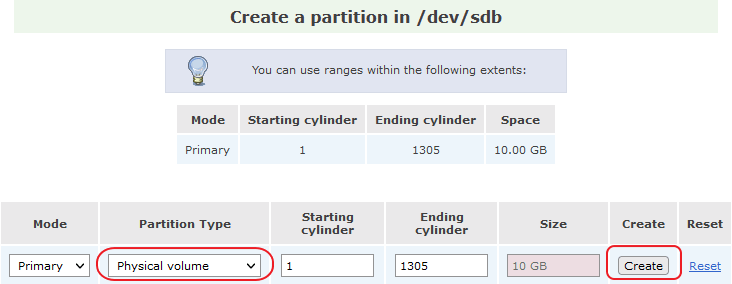 Create a partition in /dev/sdb
You can use ranges within the following extents:
Mode Starting cylinder Ending cylinder Space
Primary 1 1305 10.00 GB
Mode Partition Type Starting cylinder Ending cylinder Size Create Reset
Primary Physical volume 1 1305 10 GB Create Reset